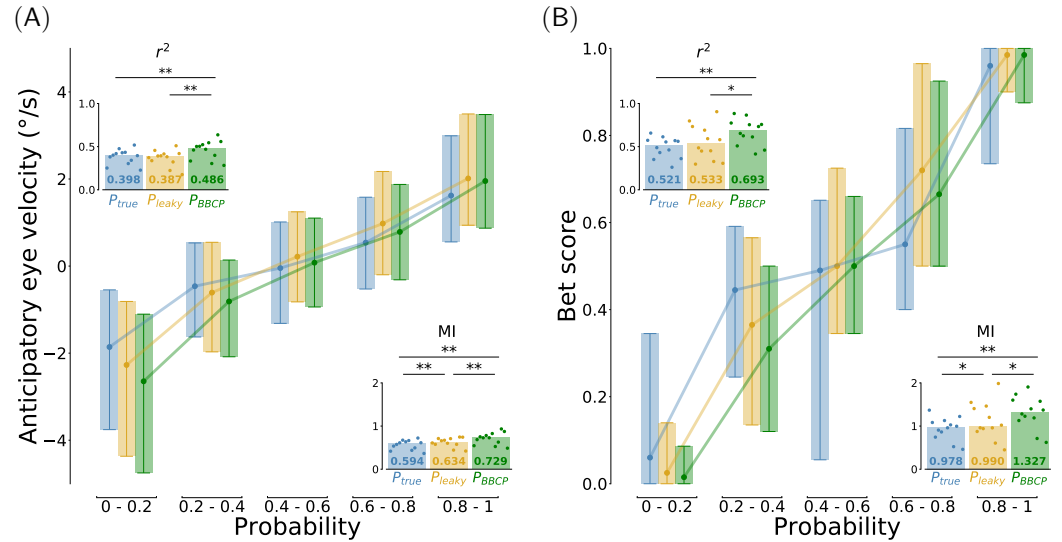 (A)
r²
**
**
1.0
0.5
0.0
0.398 0.387 0.486
P_true P_leaky P_BBCP
4
2
0
−2
−4
Anticipatory eye velocity (°/s)
MI
**
** **
2
1
0
0.594 0.634 0.729
P_true P_leaky P_BBCP
0 - 0.2 0.2 - 0.4 0.4 - 0.6 0.6 - 0.8 0.8 - 1
Probability
(B)
r²
**
*
1.0
0.5
0.0
0.521 0.533 0.693
P_true P_leaky P_BBCP
1.0
0.8
0.6
0.4
0.2
0.0
Bet score
MI
**
* *
2
1
0
0.978 0.990 1.327
P_true P_leaky P_BBCP
0 - 0.2 0.2 - 0.4 0.4 - 0.6 0.6 - 0.8 0.8 - 1
Probability